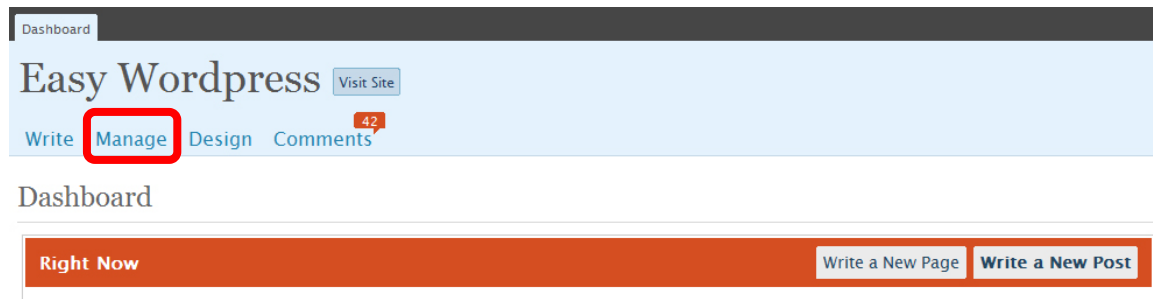 Dashboard
Easy Wordpress Visit Site
42
Write Manage Design Comments
Dashboard
Right Now Write a New Page Write a New Post